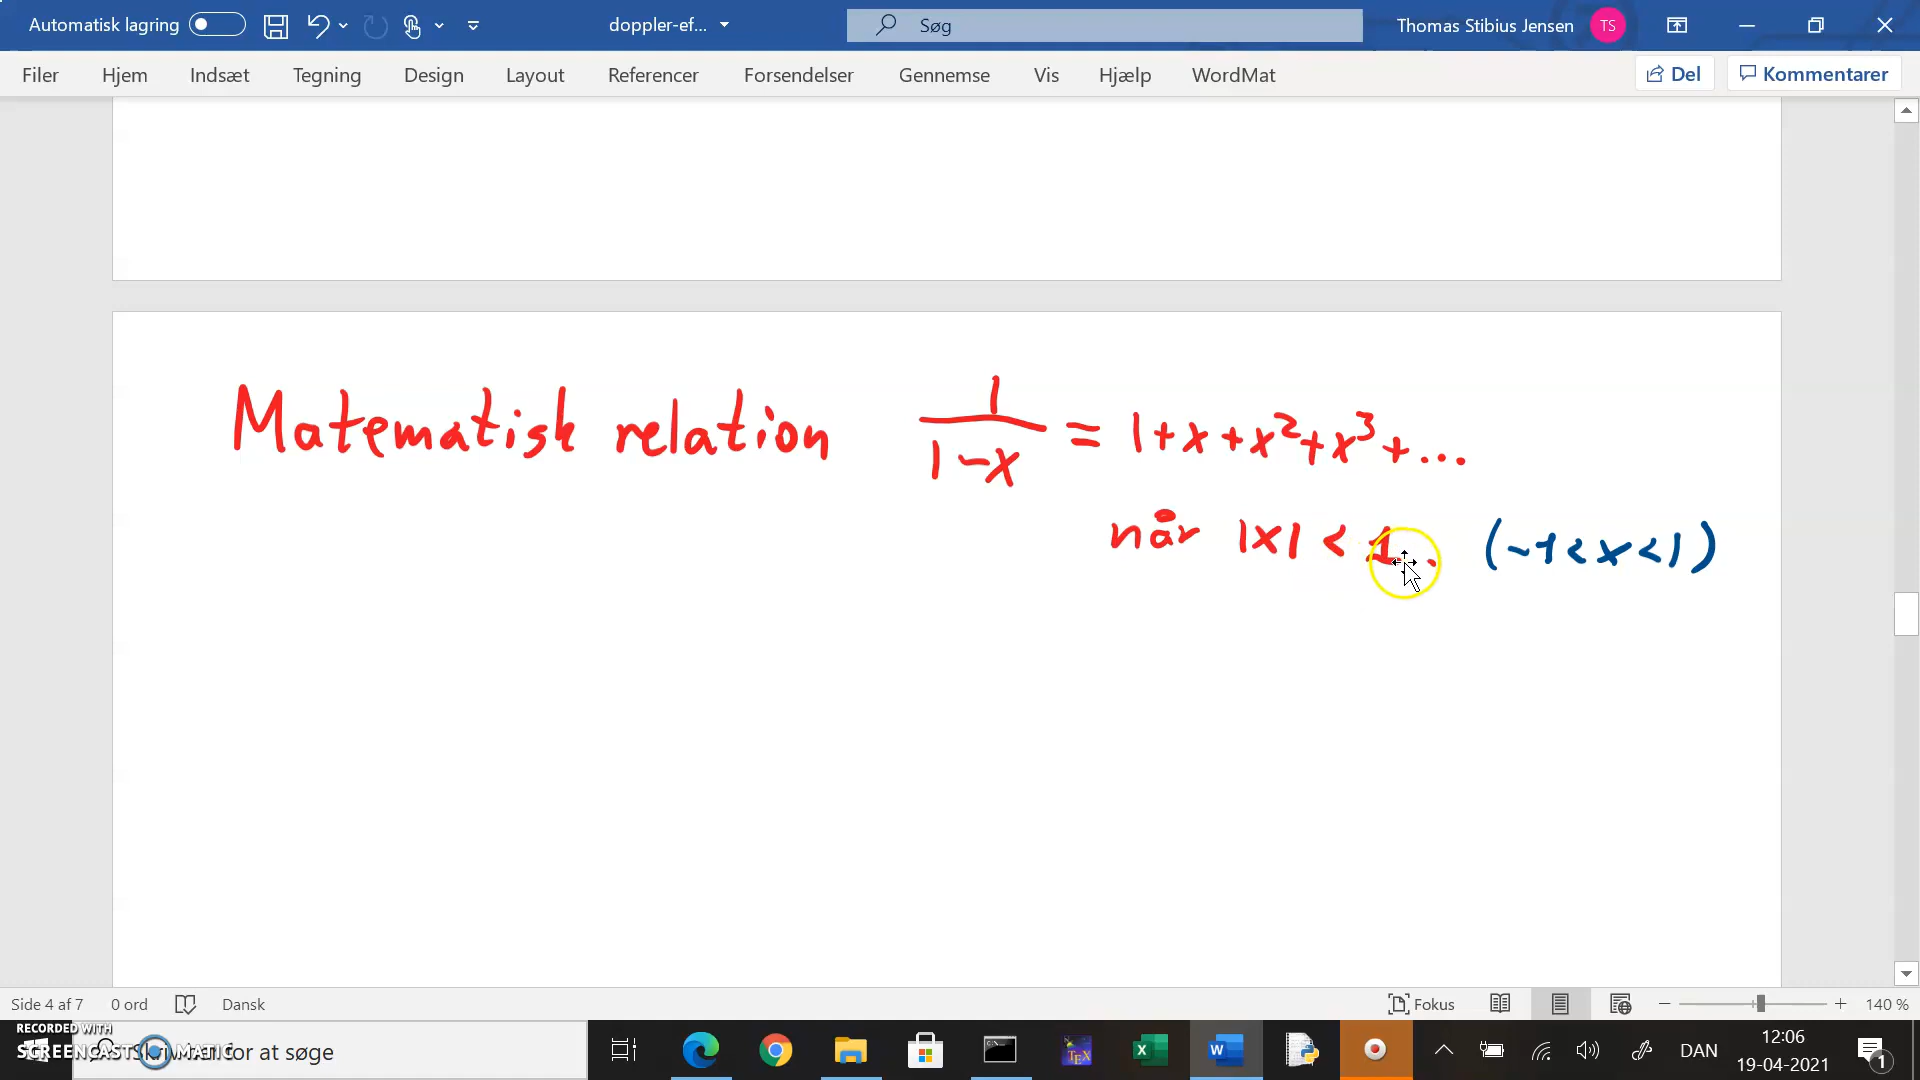 Automatisk lagring doppler-ef... Søg Thomas Stibius Jensen TS
Filer Hjem Indsæt Tegning Design Layout Referencer Forsendelser Gennemse Vis Hjælp WordMat Del Kommentarer
Matematisk relation 1/(1-x) = 1+x+x²+x³+...
når |x| < 1. (-1<x<1)
Side 4 af 7 0 ord Dansk Fokus 140 %
RECORDED WITH
SCREENCAST MATIC for at søge DAN 12:06
19-04-2021 1